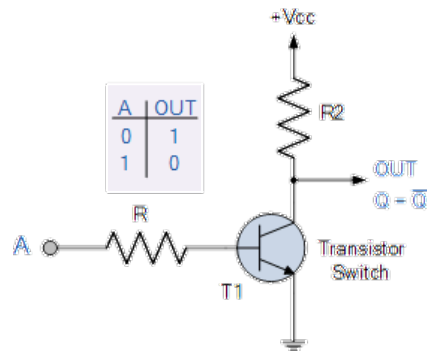 +Vcc
A OUT
0 1
1 0
R2
OUT
Q = Q̅
R
A
Transistor
Switch
T1